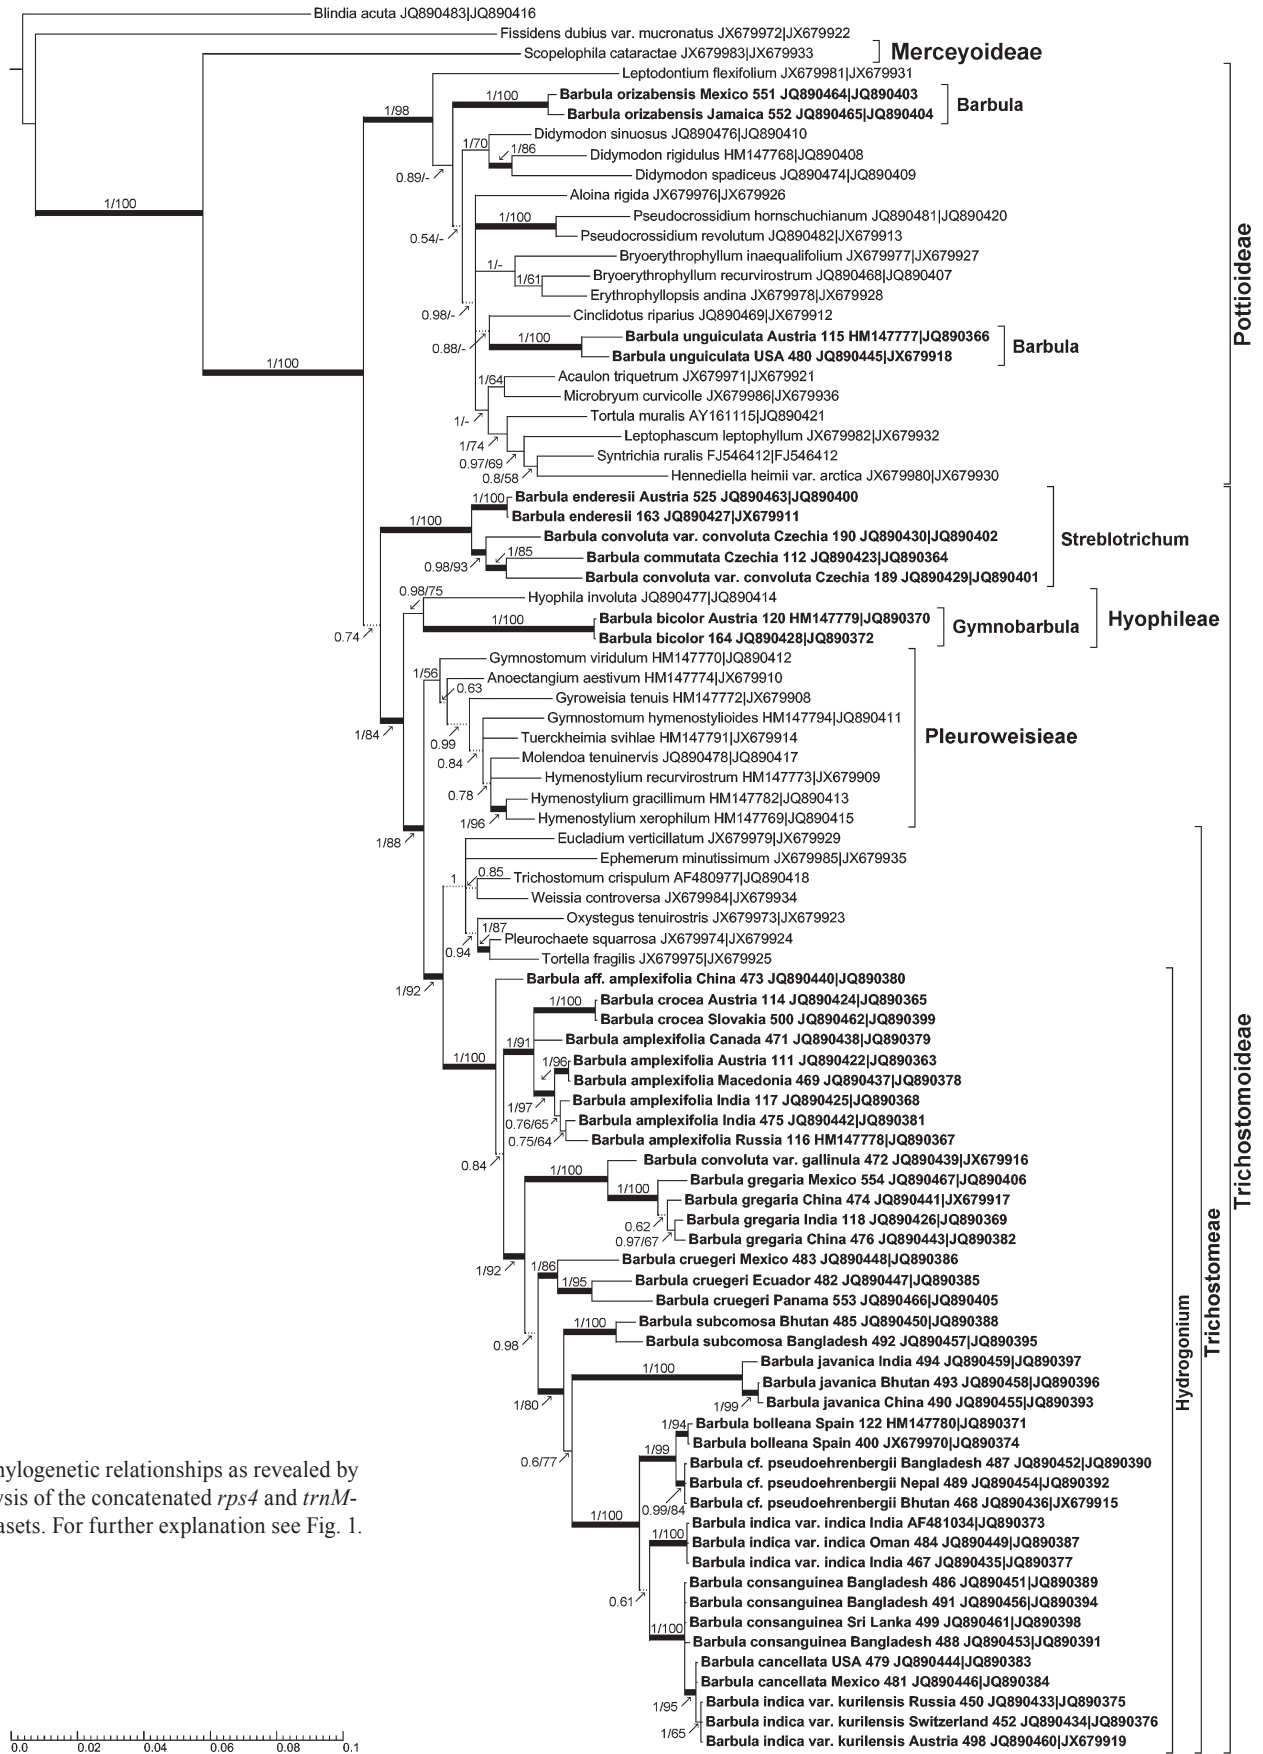 Blindia acuta JQ890483|JQ890416
Fissidens dubius var. mucronatus JX679972|JX679922
Scopelophila cataractae JX679983|JX679933
Merceyoideae
Leptodontium flexifolium JX679981|JX679931
1/100
Barbula orizabensis Mexico 551 JQ890464|JQ890403
Barbula
1/98
Barbula orizabensis Jamaica 552 JQ890465|JQ890404
Didymodon sinuosus JQ890476|JQ890410
1/70
1/86
Didymodon rigidulus HM147768|JQ890408
0.89/-
Didymodon spadiceus JQ890474|JQ890409
Aloina rigida JX679976|JX679926
1/100
1/100
Pseudocrossidium hornschuchianum JQ890481|JQ890420
0.54/-
Pseudocrossidium revolutum JQ890482|JX679913
Pottioideae
Bryoerythrophyllum inaequalifolium JX679977|JX679927
1/-
1/61
Bryoerythrophyllum recurvirostrum JQ890468|JQ890407
Erythrophyllopsis andina JX679978|JX679928
0.98/-
Cinclidotus riparius JQ890469|JX679912
1/100
Barbula unguiculata Austria 115 HM147777|JQ890366
0.88/-
Barbula
Barbula unguiculata USA 480 JQ890445|JX679918
1/100
1/64
Acaulon triquetrum JX679971|JX679921
Microbryum curvicolle JX679986|JX679936
1/-
Tortula muralis AY161115|JQ890421
1/74
Leptophascum leptophyllum JX679982|JX679932
0.97/69
Syntrichia ruralis FJ546412|FJ546412
0.8/58
Hennediella heimii var. arctica JX679980|JX679930
1/100
Barbula enderesii Austria 525 JQ890463|JQ890400
1/100
Barbula enderesii 163 JQ890427|JX679911
Barbula convoluta var. convoluta Czechia 190 JQ890430|JQ890402
Streblotrichum
1/85
Barbula commutata Czechia 112 JQ890423|JQ890364
0.98/93
Barbula convoluta var. convoluta Czechia 189 JQ890429|JQ890401
0.98/75
Hyophila involuta JQ890477|JQ890414
1/100
Barbula bicolor Austria 120 HM147779|JQ890370
Gymnobarbula
Hyophileae
0.74
Barbula bicolor 164 JQ890428|JQ890372
Gymnostomum viridulum HM147770|JQ890412
1/56
Anoectangium aestivum HM147774|JX679910
0.63
Gyroweisia tenuis HM147772|JX679908
Gymnostomum hymenostylioides HM147794|JQ890411
1/84
Tuerckheimia svihlae HM147791|JX679914
Pleuroweisieae
0.99
Molendoa tenuinervis JQ890478|JQ890417
0.84
Hymenostylium recurvirostrum HM147773|JX679909
0.78
Hymenostylium gracillimum HM147782|JQ890413
1/96
Hymenostylium xerophilum HM147769|JQ890415
1/88
Eucladium verticillatum JX679979|JX679929
Ephemerum minutissimum JX679985|JX679935
1
0.85
Trichostomum crispulum AF480977|JQ890418
Weissia controversa JX679984|JX679934
Oxystegus tenuirostris JX679973|JX679923
1/87
Pleurochaete squarrosa JX679974|JX679924
0.94
Tortella fragilis JX679975|JX679925
1/92
Barbula aff. amplexifolia China 473 JQ890440|JQ890380
1/100
Barbula crocea Austria 114 JQ890424|JQ890365
Barbula crocea Slovakia 500 JQ890462|JQ890399
1/91
Barbula amplexifolia Canada 471 JQ890438|JQ890379
1/100
1/96
Barbula amplexifolia Austria 111 JQ890422|JQ890363
Barbula amplexifolia Macedonia 469 JQ890437|JQ890378
1/97
Barbula amplexifolia India 117 JQ890425|JQ890368
0.76/65
Barbula amplexifolia India 475 JQ890442|JQ890381
0.75/64
Barbula amplexifolia Russia 116 HM147778|JQ890367
Trichostomoideae
0.84
Barbula convoluta var. gallinula 472 JQ890439|JX679916
1/100
Barbula gregaria Mexico 554 JQ890467|JQ890406
1/100
Barbula gregaria China 474 JQ890441|JX679917
0.62
Barbula gregaria India 118 JQ890426|JQ890369
0.97/67
Barbula gregaria China 476 JQ890443|JQ890382
1/92
Barbula cruegeri Mexico 483 JQ890448|JQ890386
1/86
1/95
Barbula cruegeri Ecuador 482 JQ890447|JQ890385
Barbula cruegeri Panama 553 JQ890466|JQ890405
Trichostomeae
1/100
Barbula subcomosa Bhutan 485 JQ890450|JQ890388
0.98
Barbula subcomosa Bangladesh 492 JQ890457|JQ890395
Hydrogonium
1/100
Barbula javanica India 494 JQ890459|JQ890397
Barbula javanica Bhutan 493 JQ890458|JQ890396
1/80
1/99
Barbula javanica China 490 JQ890455|JQ890393
1/94
Barbula bolleana Spain 122 HM147780|JQ890371
1/99
Barbula bolleana Spain 400 JX679970|JQ890374
0.6/77
Barbula cf. pseudoehrenbergii Bangladesh 487 JQ890452|JQ890390
Barbula cf. pseudoehrenbergii Nepal 489 JQ890454|JQ890392
0.99/84
Barbula cf. pseudoehrenbergii Bhutan 468 JQ890436|JX679915
1/100
Barbula indica var. indica India AF481034|JQ890373
1/100
Barbula indica var. indica Oman 484 JQ890449|JQ890387
Barbula indica var. indica India 467 JQ890435|JQ890377
Barbula consanguinea Bangladesh 486 JQ890451|JQ890389
0.61
Barbula consanguinea Bangladesh 491 JQ890456|JQ890394
Barbula consanguinea Sri Lanka 499 JQ890461|JQ890398
1/100
Barbula consanguinea Bangladesh 488 JQ890453|JQ890391
Barbula cancellata USA 479 JQ890444|JQ890383
Barbula cancellata Mexico 481 JQ890446|JQ890384
1/95
Barbula indica var. kurilensis Russia 450 JQ890433|JQ890375
1/65
Barbula indica var. kurilensis Switzerland 452 JQ890434|JQ890376
Barbula indica var. kurilensis Austria 498 JQ890460|JX679919
hylogenetic relationships as revealed by
ysis of the concatenated rps4 and trnM-
asets. For further explanation see Fig. 1.
0.0 0.02 0.04 0.06 0.08 0.1